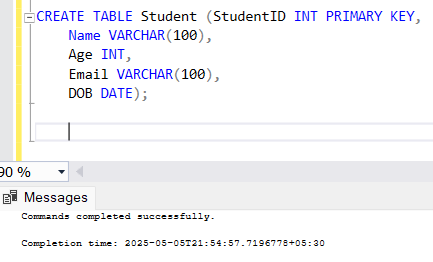 CREATE TABLE Student (StudentID INT PRIMARY KEY,
Name VARCHAR(100),
Age INT,
Email VARCHAR(100),
DOB DATE);
90 %
Messages
Commands completed successfully.
Completion time: 2025-05-05T21:54:57.7196778+05:30